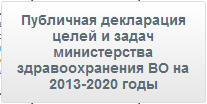 Публичная декларация
целей и задач
министерства
здравоохранения ВО на
2013-2020 годы